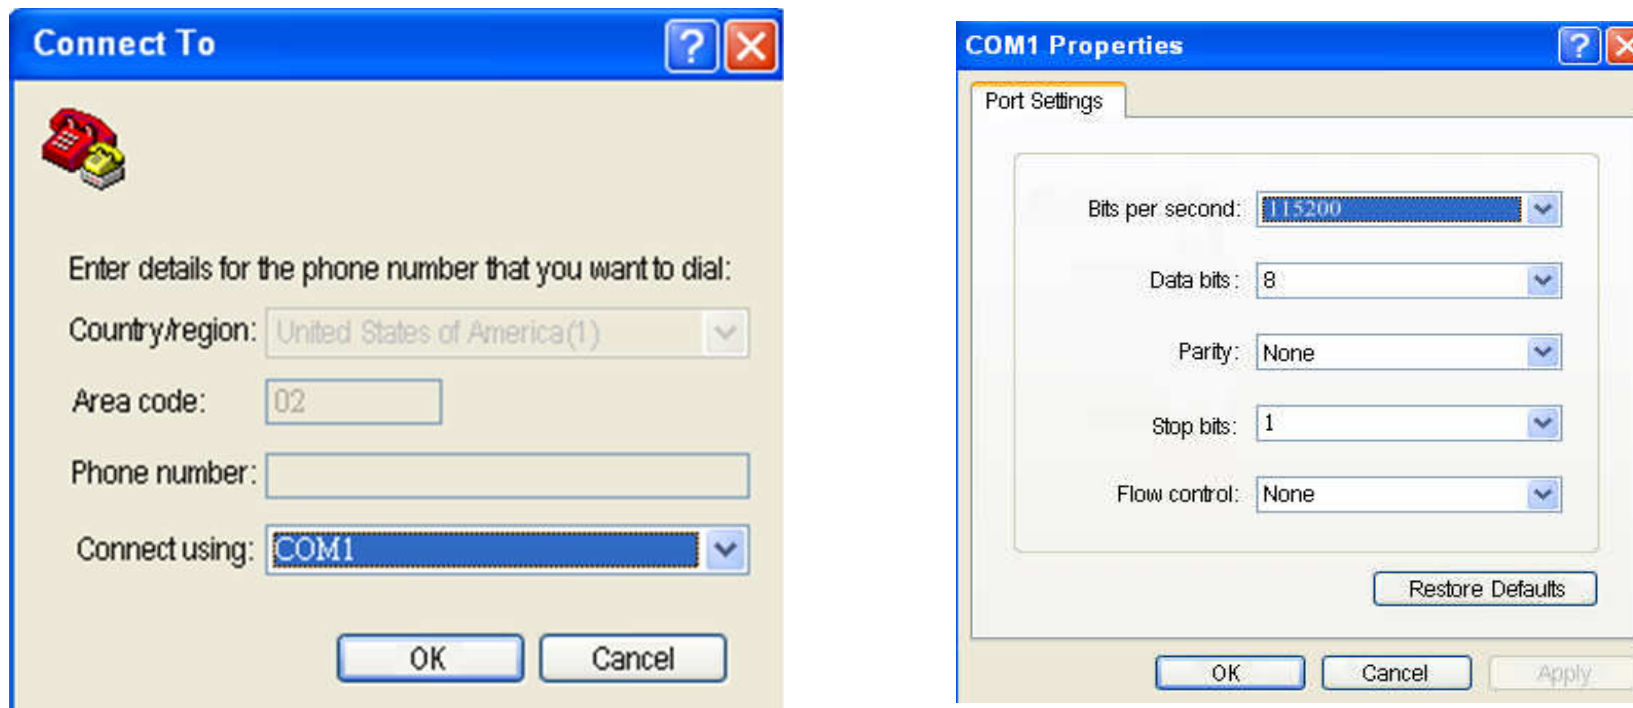 Connect To
Enter details for the phone number that you want to dial:
Country/region: United States of America(1)
Area code: 02
Phone number:
Connect using: COM1
OK Cancel
COM1 Properties
Port Settings
Bits per second: 115200
Data bits: 8
Parity: None
Stop bits: 1
Flow control: None
Restore Defaults
OK Cancel Apply